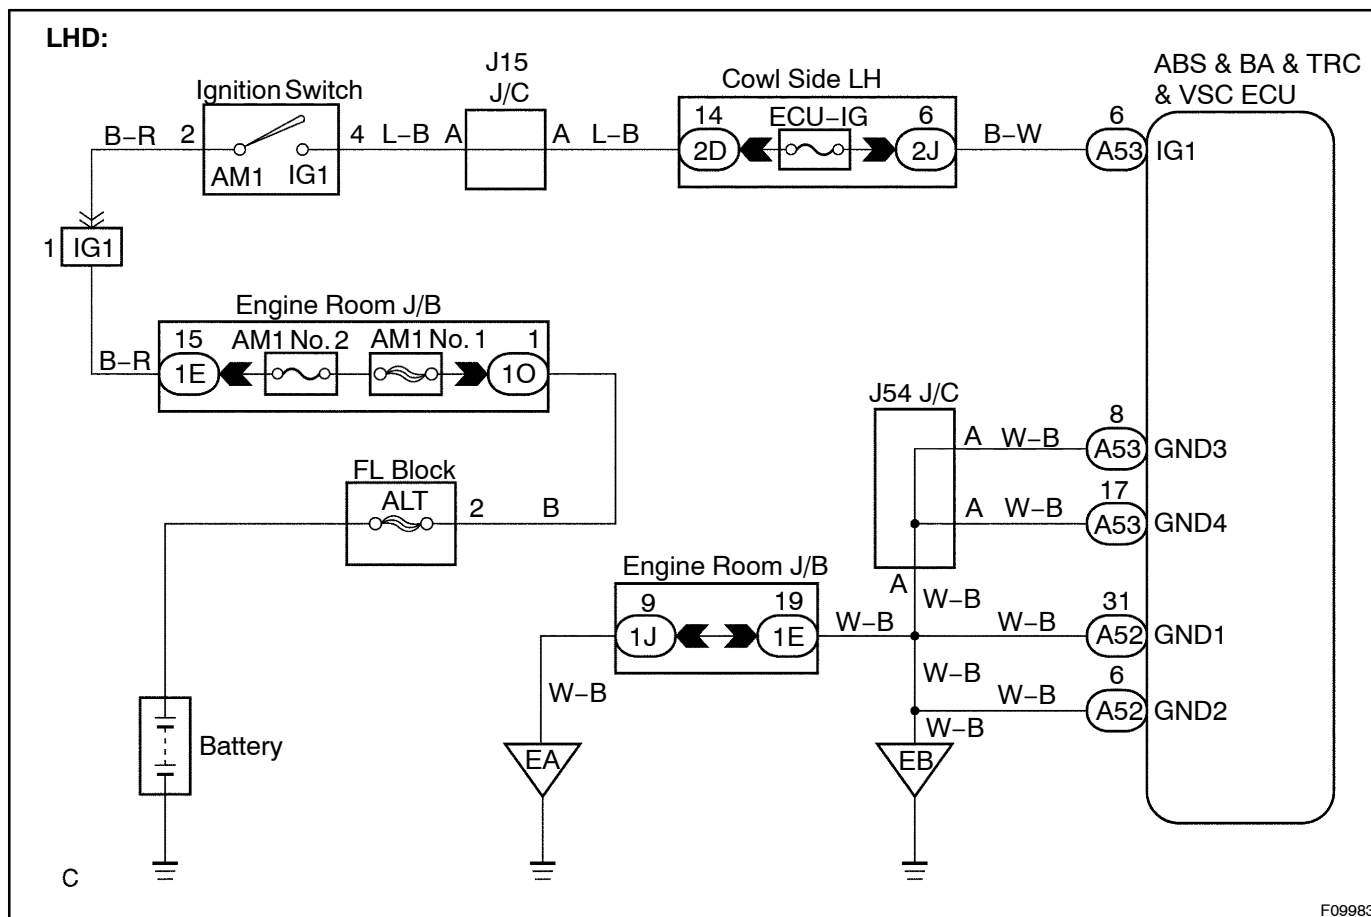 LHD:
J15
J/C
ABS & BA & TRC
& VSC ECU
Ignition Switch
Cowl Side LH
B–R 2 4 L–B A A L–B 14 ECU–IG 6 B–W 6
AM1 IG1 2D 2J A53 IG1
1 IG1
Engine Room J/B
15 AM1 No. 2 AM1 No. 1 1
B–R 1E 1O
J54 J/C
8
A W–B A53 GND3
FL Block
ALT 2 B
17
A W–B A53 GND4
Engine Room J/B
A W–B
9 19 31
1J 1E W–B W–B A52 GND1
W–B W–B 6
W–B A52 GND2
W–B
Battery
EA EB
C
F09983